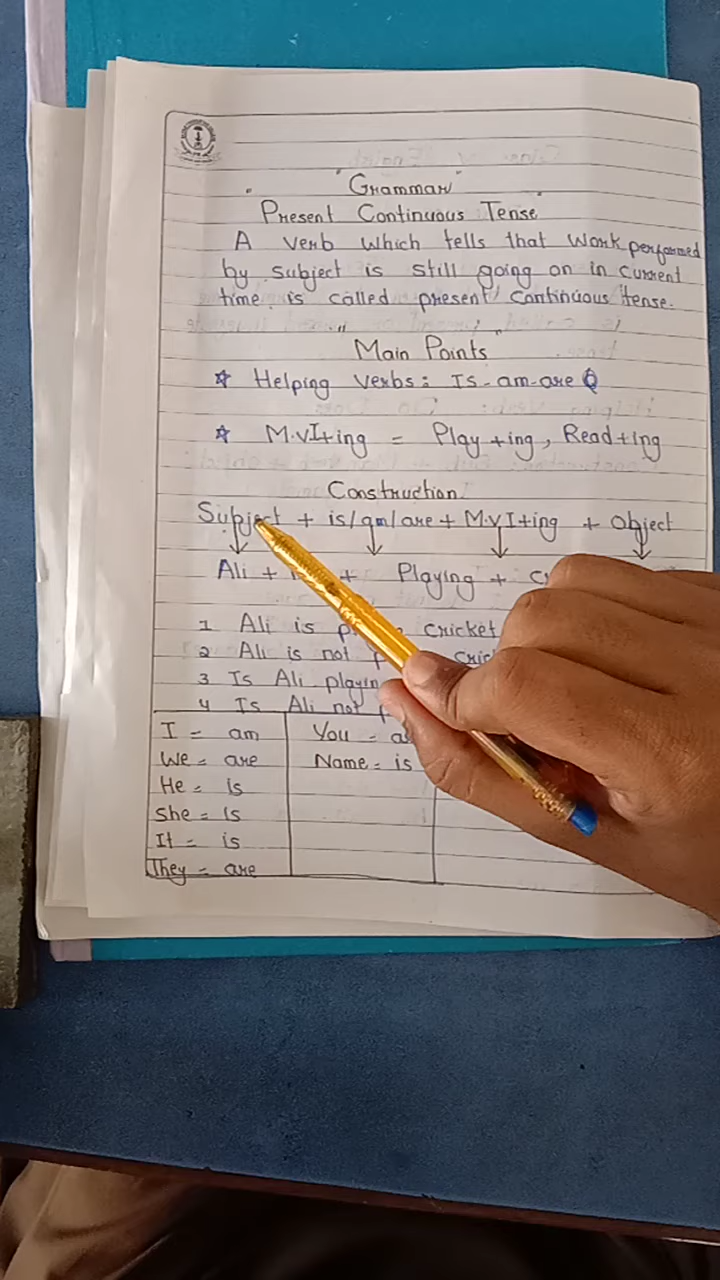 "Grammar"
Present Continuous Tense
A verb which tells that work performed
by subject is still going on in current
time is called present continuous tense.
"Main Points"
☆ Helping verbs: Is-am-are
☆ M.vI+ing = Play +ing, Read+ing
Construction
Subject + is/am/are + M.vI+ing + Object
Ali + + Playing +
1 Ali is cricket
2 Ali is not
3 Is Ali
4 Is Ali not
I = am You =
We = are Name = is
He = is
She = is
It = is
They = are